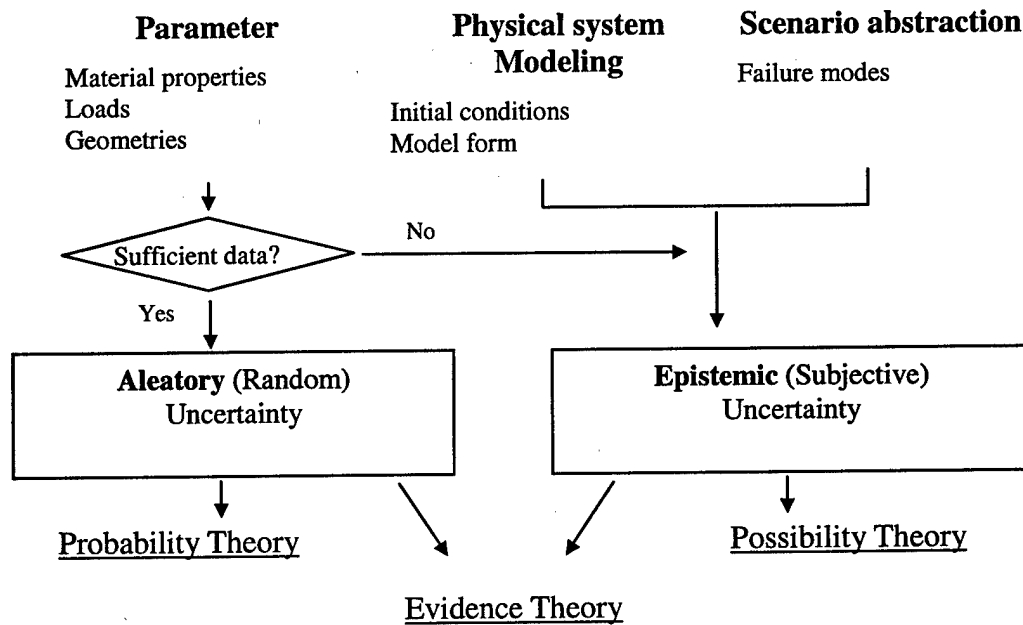 Parameter
Material properties
Loads
Geometries
Physical system
Modeling
Initial conditions
Model form
Scenario abstraction
Failure modes
Sufficient data?
No
Yes
Aleatory (Random)
Uncertainty
Epistemic (Subjective)
Uncertainty
Probability Theory
Possibility Theory
Evidence Theory